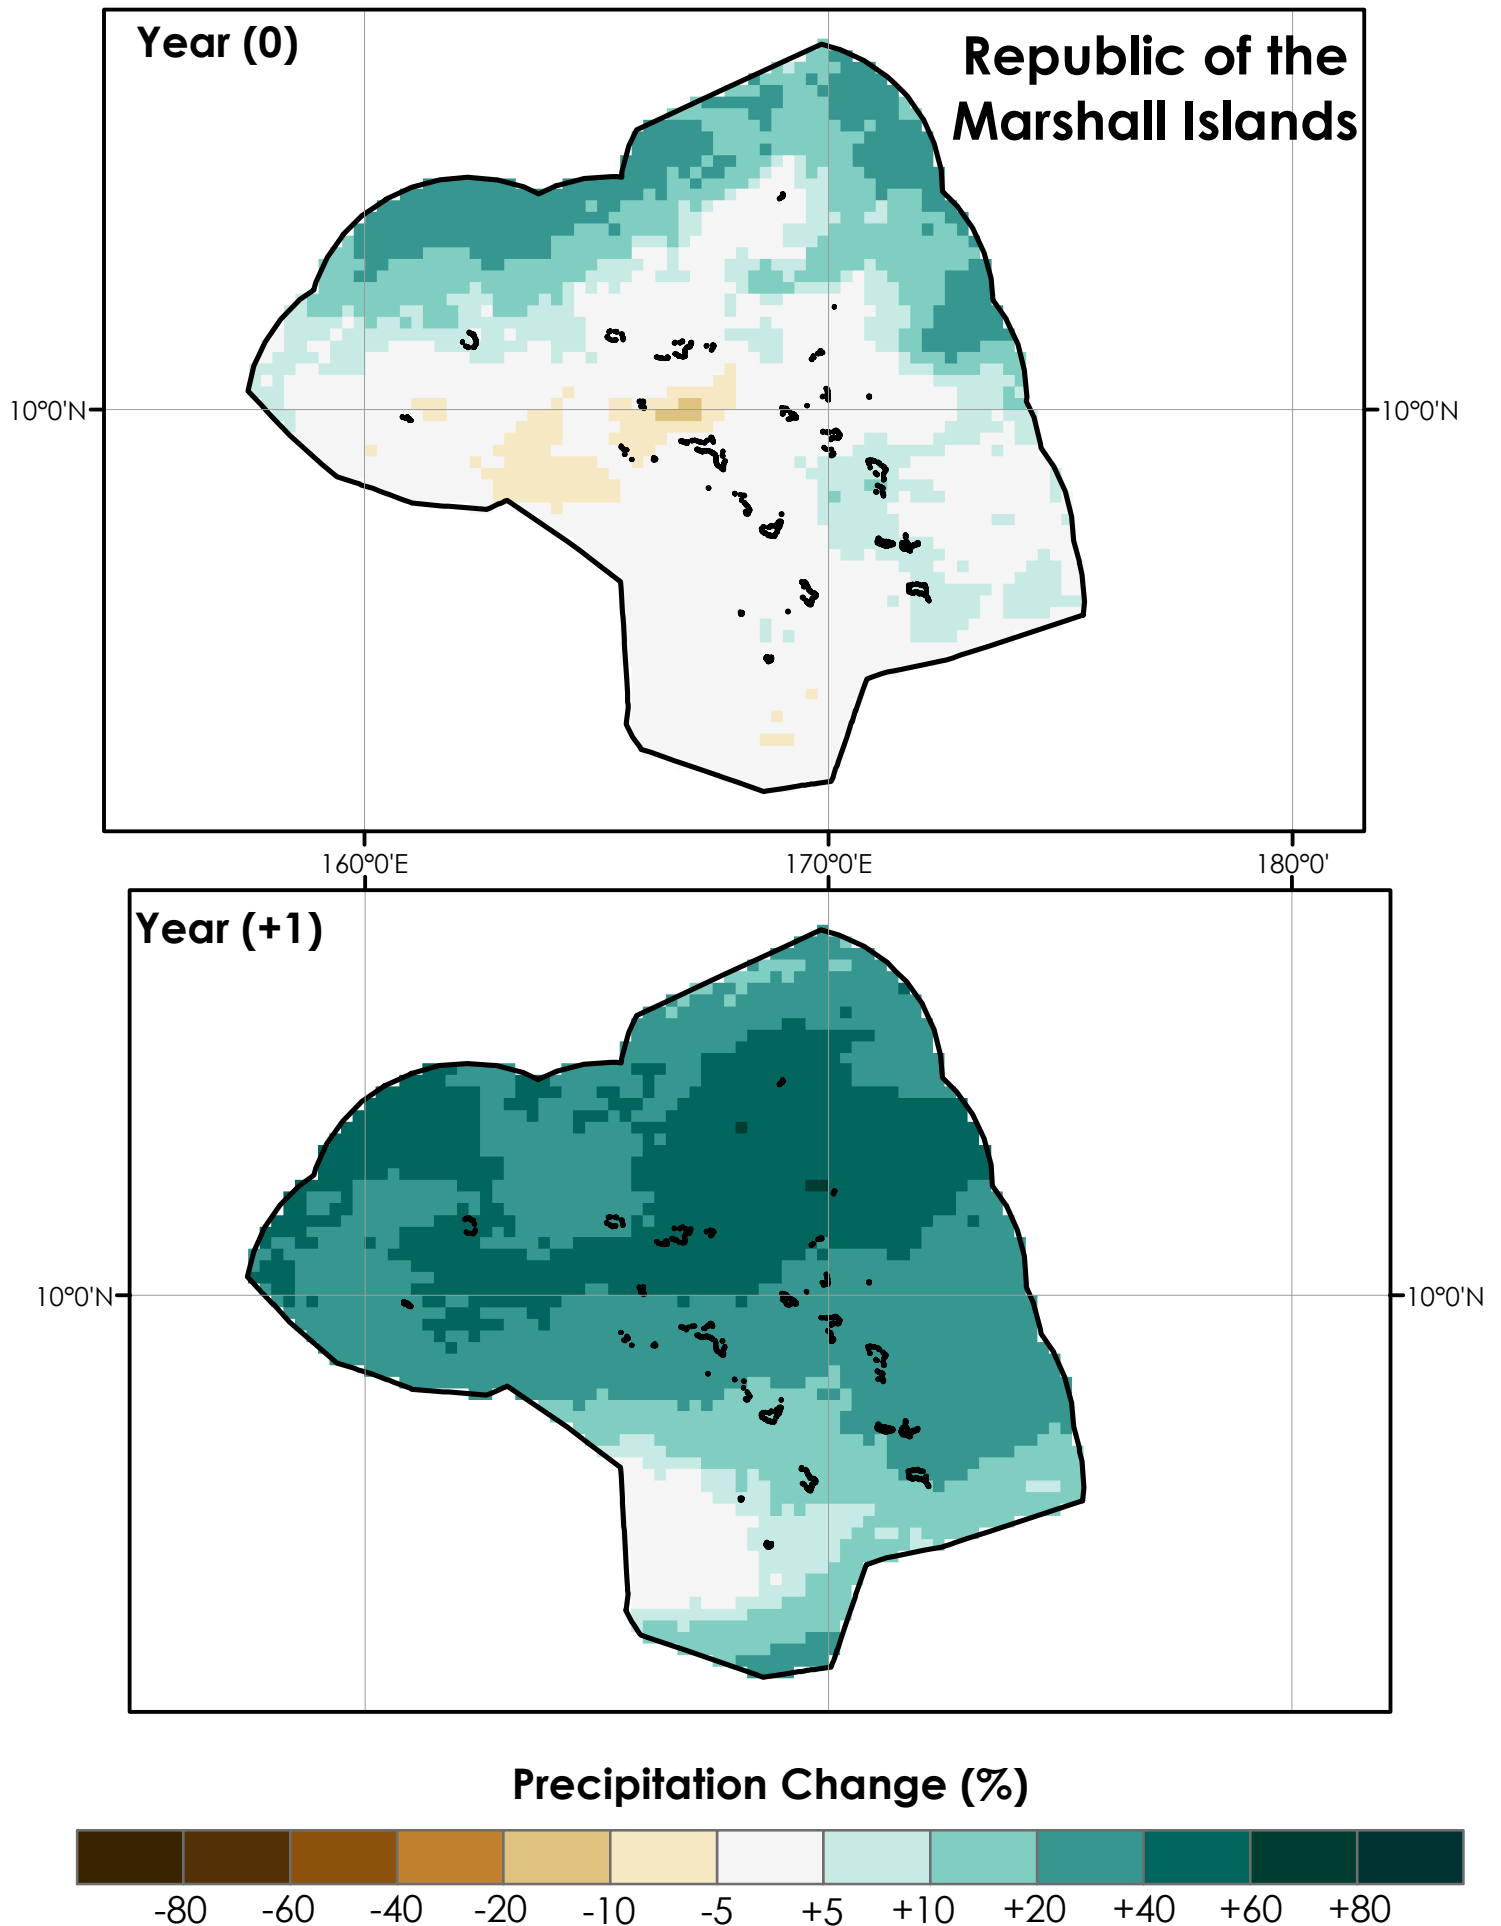 Year (0)
Republic of the
Marshall Islands
10°0'N
10°0'N
160°0'E
170°0'E
180°0'
Year (+1)
10°0'N
10°0'N
Precipitation Change (%)
-80 -60 -40 -20 -10 -5 +5 +10 +20 +40 +60 +80